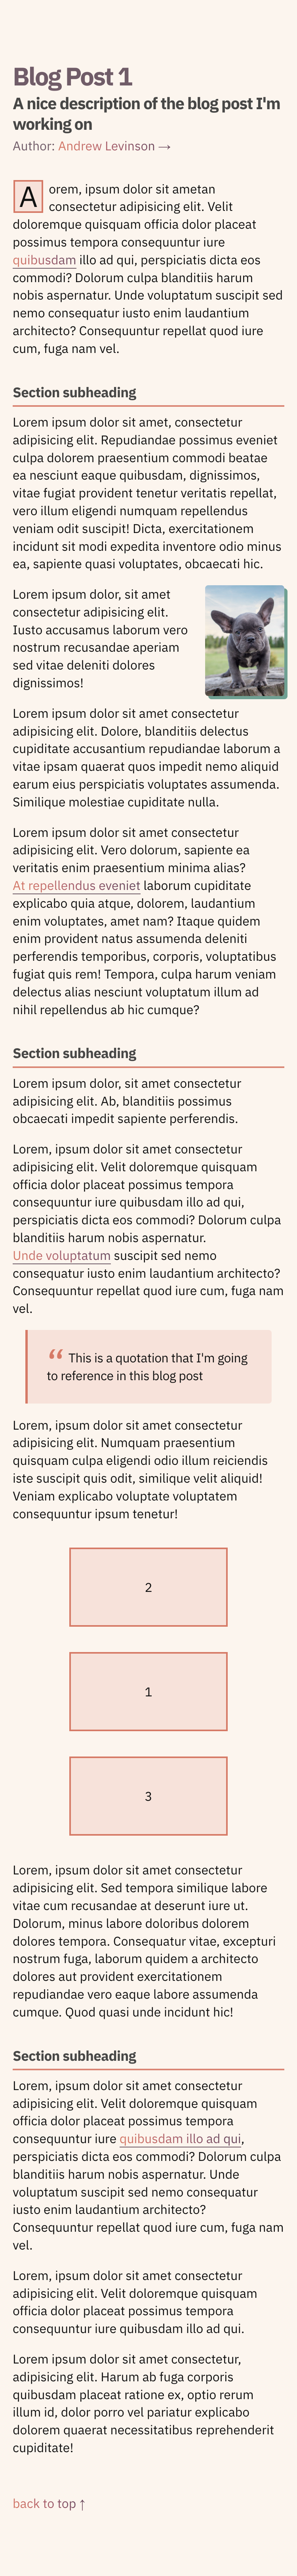 Blog Post 1
A nice description of the blog post I'm
working on
Author: Andrew Levinson →
A orem, ipsum dolor sit ametan
consectetur adipisicing elit. Velit
doloremque quisquam officia dolor placeat
possimus tempora consequuntur iure
quibusdam illo ad qui, perspiciatis dicta eos
commodi? Dolorum culpa blanditiis harum
nobis aspernatur. Unde voluptatum suscipit sed
nemo consequatur iusto enim laudantium
architecto? Consequuntur repellat quod iure
cum, fuga nam vel.
Section subheading
Lorem ipsum dolor sit amet, consectetur
adipisicing elit. Repudiandae possimus eveniet
culpa dolorem praesentium commodi beatae
ea nesciunt eaque quibusdam, dignissimos,
vitae fugiat provident tenetur veritatis repellat,
vero illum eligendi numquam repellendus
veniam odit suscipit! Dicta, exercitationem
incidunt sit modi expedita inventore odio minus
ea, sapiente quasi voluptates, obcaecati hic.
Lorem ipsum dolor, sit amet
consectetur adipisicing elit.
Iusto accusamus laborum vero
nostrum recusandae aperiam
sed vitae deleniti dolores
dignissimos!
Lorem ipsum dolor sit amet consectetur
adipisicing elit. Dolore, blanditiis delectus
cupiditate accusantium repudiandae laborum a
vitae ipsam quaerat quos impedit nemo aliquid
earum eius perspiciatis voluptates assumenda.
Similique molestiae cupiditate nulla.
Lorem ipsum dolor sit amet consectetur
adipisicing elit. Vero dolorum, sapiente ea
veritatis enim praesentium minima alias?
At repellendus eveniet laborum cupiditate
explicabo quia atque, dolorem, laudantium
enim voluptates, amet nam? Itaque quidem
enim provident natus assumenda deleniti
perferendis temporibus, corporis, voluptatibus
fugiat quis rem! Tempora, culpa harum veniam
delectus alias nesciunt voluptatum illum ad
nihil repellendus ab hic cumque?
Section subheading
Lorem ipsum dolor, sit amet consectetur
adipisicing elit. Ab, blanditiis possimus
obcaecati impedit sapiente perferendis.
Lorem, ipsum dolor sit amet consectetur
adipisicing elit. Velit doloremque quisquam
officia dolor placeat possimus tempora
consequuntur iure quibusdam illo ad qui,
perspiciatis dicta eos commodi? Dolorum culpa
blanditiis harum nobis aspernatur.
Unde voluptatum suscipit sed nemo
consequatur iusto enim laudantium architecto?
Consequuntur repellat quod iure cum, fuga nam
vel.
“ This is a quotation that I'm going
to reference in this blog post
Lorem, ipsum dolor sit amet consectetur
adipisicing elit. Numquam praesentium
quisquam culpa eligendi odio illum reiciendis
iste suscipit quis odit, similique velit aliquid!
Veniam explicabo voluptate voluptatem
consequuntur ipsum tenetur!
2
1
3
Lorem, ipsum dolor sit amet consectetur
adipisicing elit. Sed tempora similique labore
vitae cum recusandae at deserunt iure ut.
Dolorum, minus labore doloribus dolorem
dolores tempora. Consequatur vitae, excepturi
nostrum fuga, laborum quidem a architecto
dolores aut provident exercitationem
repudiandae vero eaque labore assumenda
cumque. Quod quasi unde incidunt hic!
Section subheading
Lorem, ipsum dolor sit amet consectetur
adipisicing elit. Velit doloremque quisquam
officia dolor placeat possimus tempora
consequuntur iure quibusdam illo ad qui,
perspiciatis dicta eos commodi? Dolorum culpa
blanditiis harum nobis aspernatur. Unde
voluptatum suscipit sed nemo consequatur
iusto enim laudantium architecto?
Consequuntur repellat quod iure cum, fuga nam
vel.
Lorem, ipsum dolor sit amet consectetur
adipisicing elit. Velit doloremque quisquam
officia dolor placeat possimus tempora
consequuntur iure quibusdam illo ad qui.
Lorem ipsum dolor sit amet consectetur,
adipisicing elit. Harum ab fuga corporis
quibusdam placeat ratione ex, optio rerum
illum id, dolor porro vel pariatur explicabo
dolorem quaerat necessitatibus reprehenderit
cupiditate!
back to top ↑